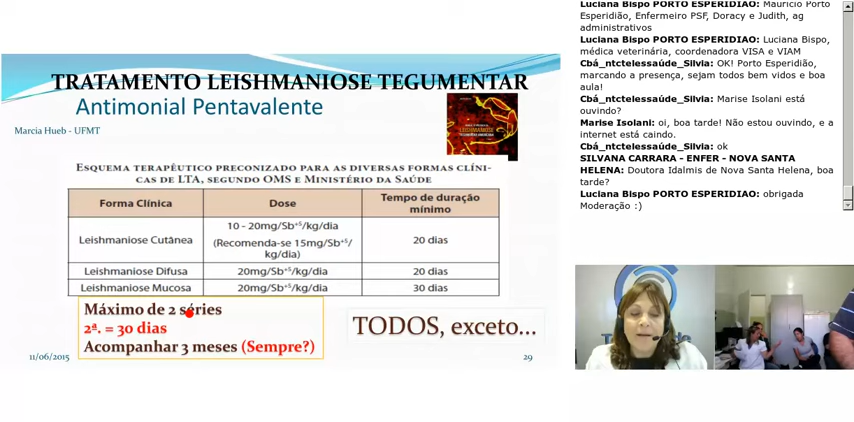 TRATAMENTO LEISHMANIOSE TEGUMENTAR
Antimonial Pentavalente
Marcia Hueb - UFMT
LEISHMANIOSE
ESQUEMA TERAPÊUTICO PRECONIZADO PARA AS DIVERSAS FORMAS CLÍNI-
CAS DE LTA, SEGUNDO OMS E MINISTÉRIO DA SAÚDE
Forma Clínica Dose Tempo de duração
mínimo
Leishmaniose Cutânea 10 - 20mg/Sb+5/kg/dia
(Recomenda-se 15mg/Sb+5/
kg/dia) 20 dias
Leishmaniose Difusa 20mg/Sb+5/kg/dia 20 dias
Leishmaniose Mucosa 20mg/Sb+5/kg/dia 30 dias
Máximo de 2 séries
2ª. = 30 dias
Acompanhar 3 meses (Sempre?)
TODOS, exceto...
11/06/2015
29
Luciana Bispo PORTO ESPERIDIAO: Mauricio Porto
Esperidião, Enfermeiro PSF, Doracy e Judith, ag
administrativos
Luciana Bispo PORTO ESPERIDIAO: Luciana Bispo,
médica veterinária, coordenadora VISA e VIAM
Cbá_ntctelessaúde_Silvia: OK! Porto Esperidião,
marcando a presença, sejam todos bem vidos e boa
aula!
Cbá_ntctelessaúde_Silvia: Marise Isolani está
ouvindo?
Marise Isolani: oi, boa tarde! Não estou ouvindo, e a
internet está caindo.
Cbá_ntctelessaúde_Silvia: ok
SILVANA CARRARA - ENFER - NOVA SANTA
HELENA: Doutora Idalmis de Nova Santa Helena, boa
tarde?
Luciana Bispo PORTO ESPERIDIAO: obrigada
Moderação :)